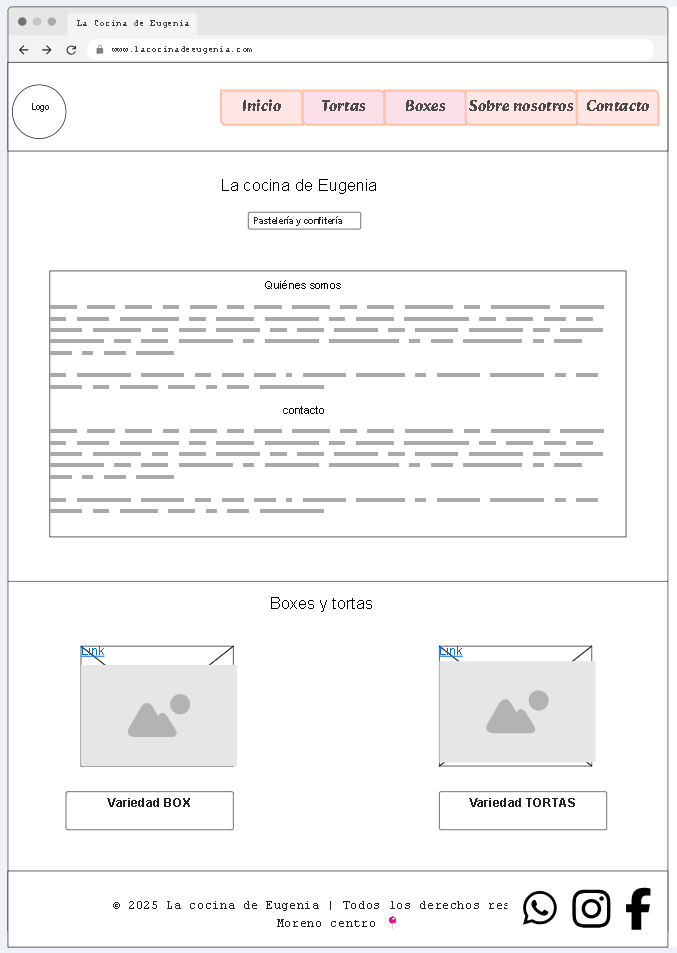 La Cocina de Eugenia
www.lacocinadeeugenia.com
Logo
Inicio
Tortas
Boxes
Sobre nosotros
Contacto
La cocina de Eugenia
Pastelería y confitería
Quiénes somos
contacto
Boxes y tortas
Link
Link
Variedad BOX
Variedad TORTAS
© 2025 La cocina de Eugenia | Todos los derechos res
Moreno centro 📍